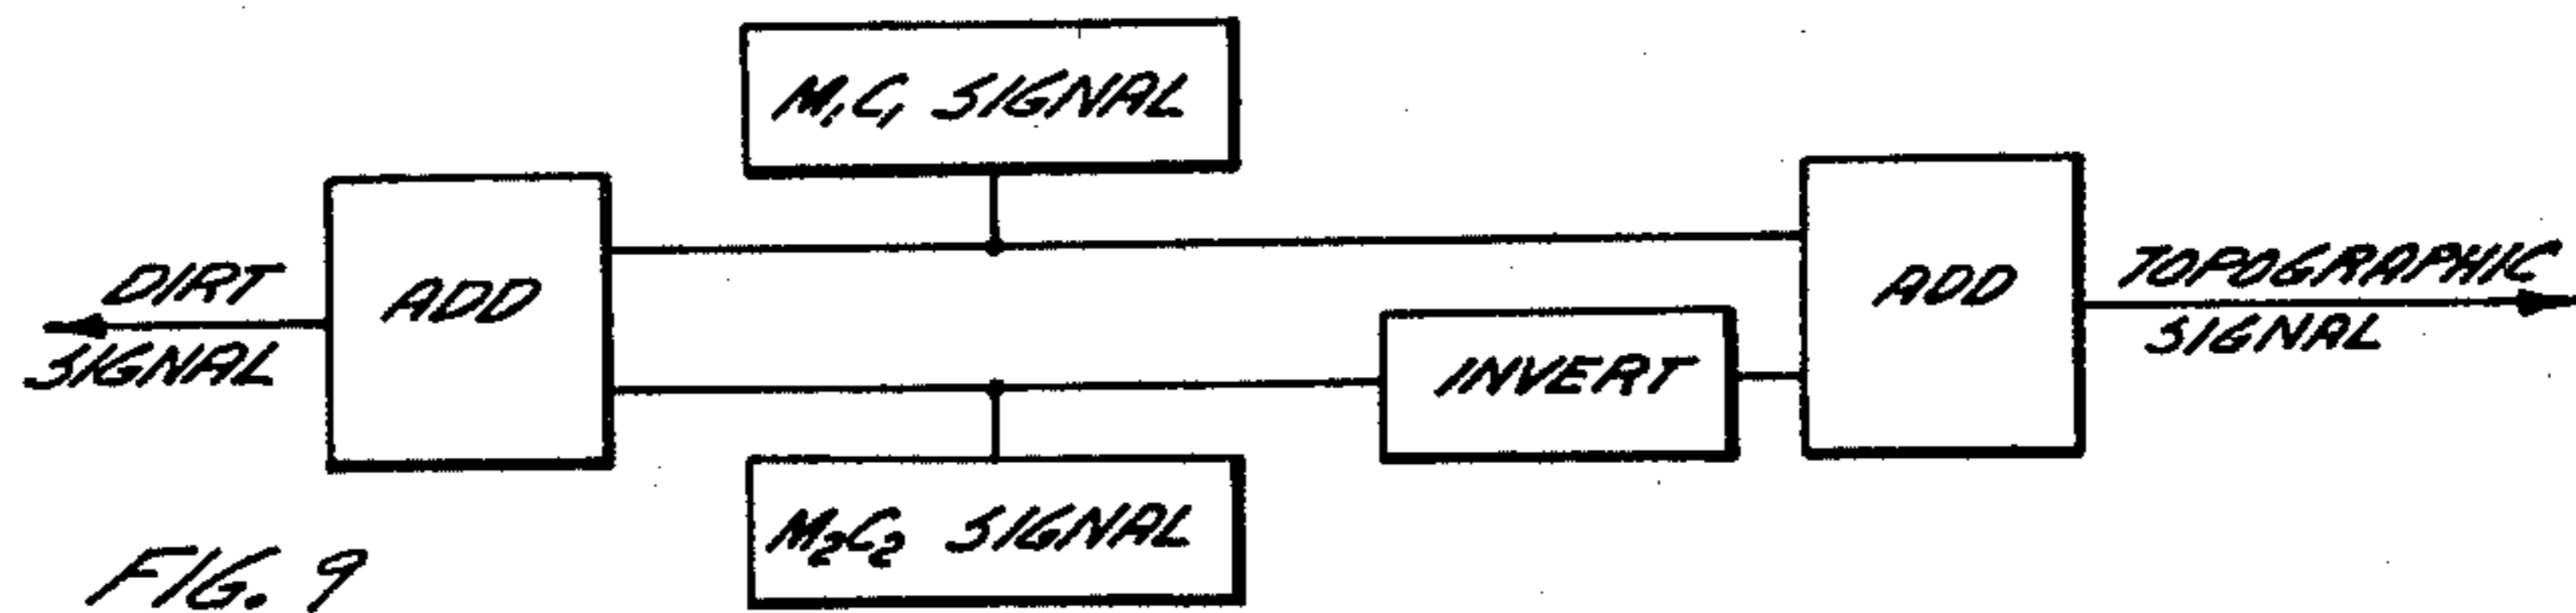 M₁C₁ SIGNAL
DIRT
SIGNAL
ADD
INVERT
ADD
TOPOGRAPHIC
SIGNAL
M₂C₂ SIGNAL
FIG. 9